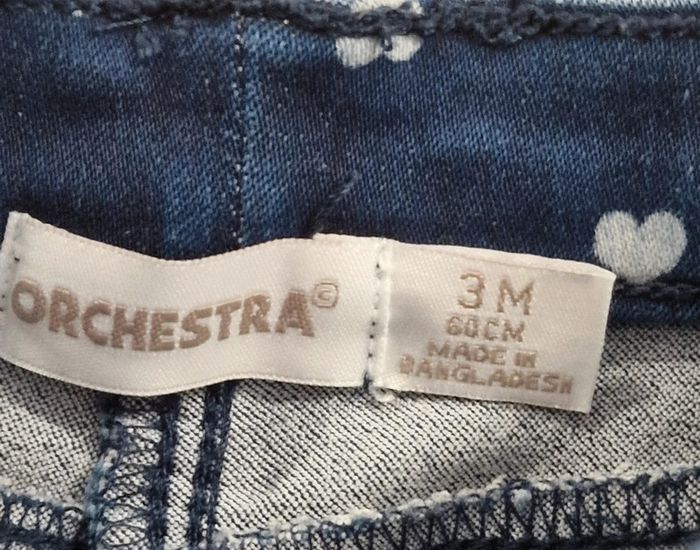 ORCHESTRA©
3 M
60 CM
MADE IN
BANGLADESH